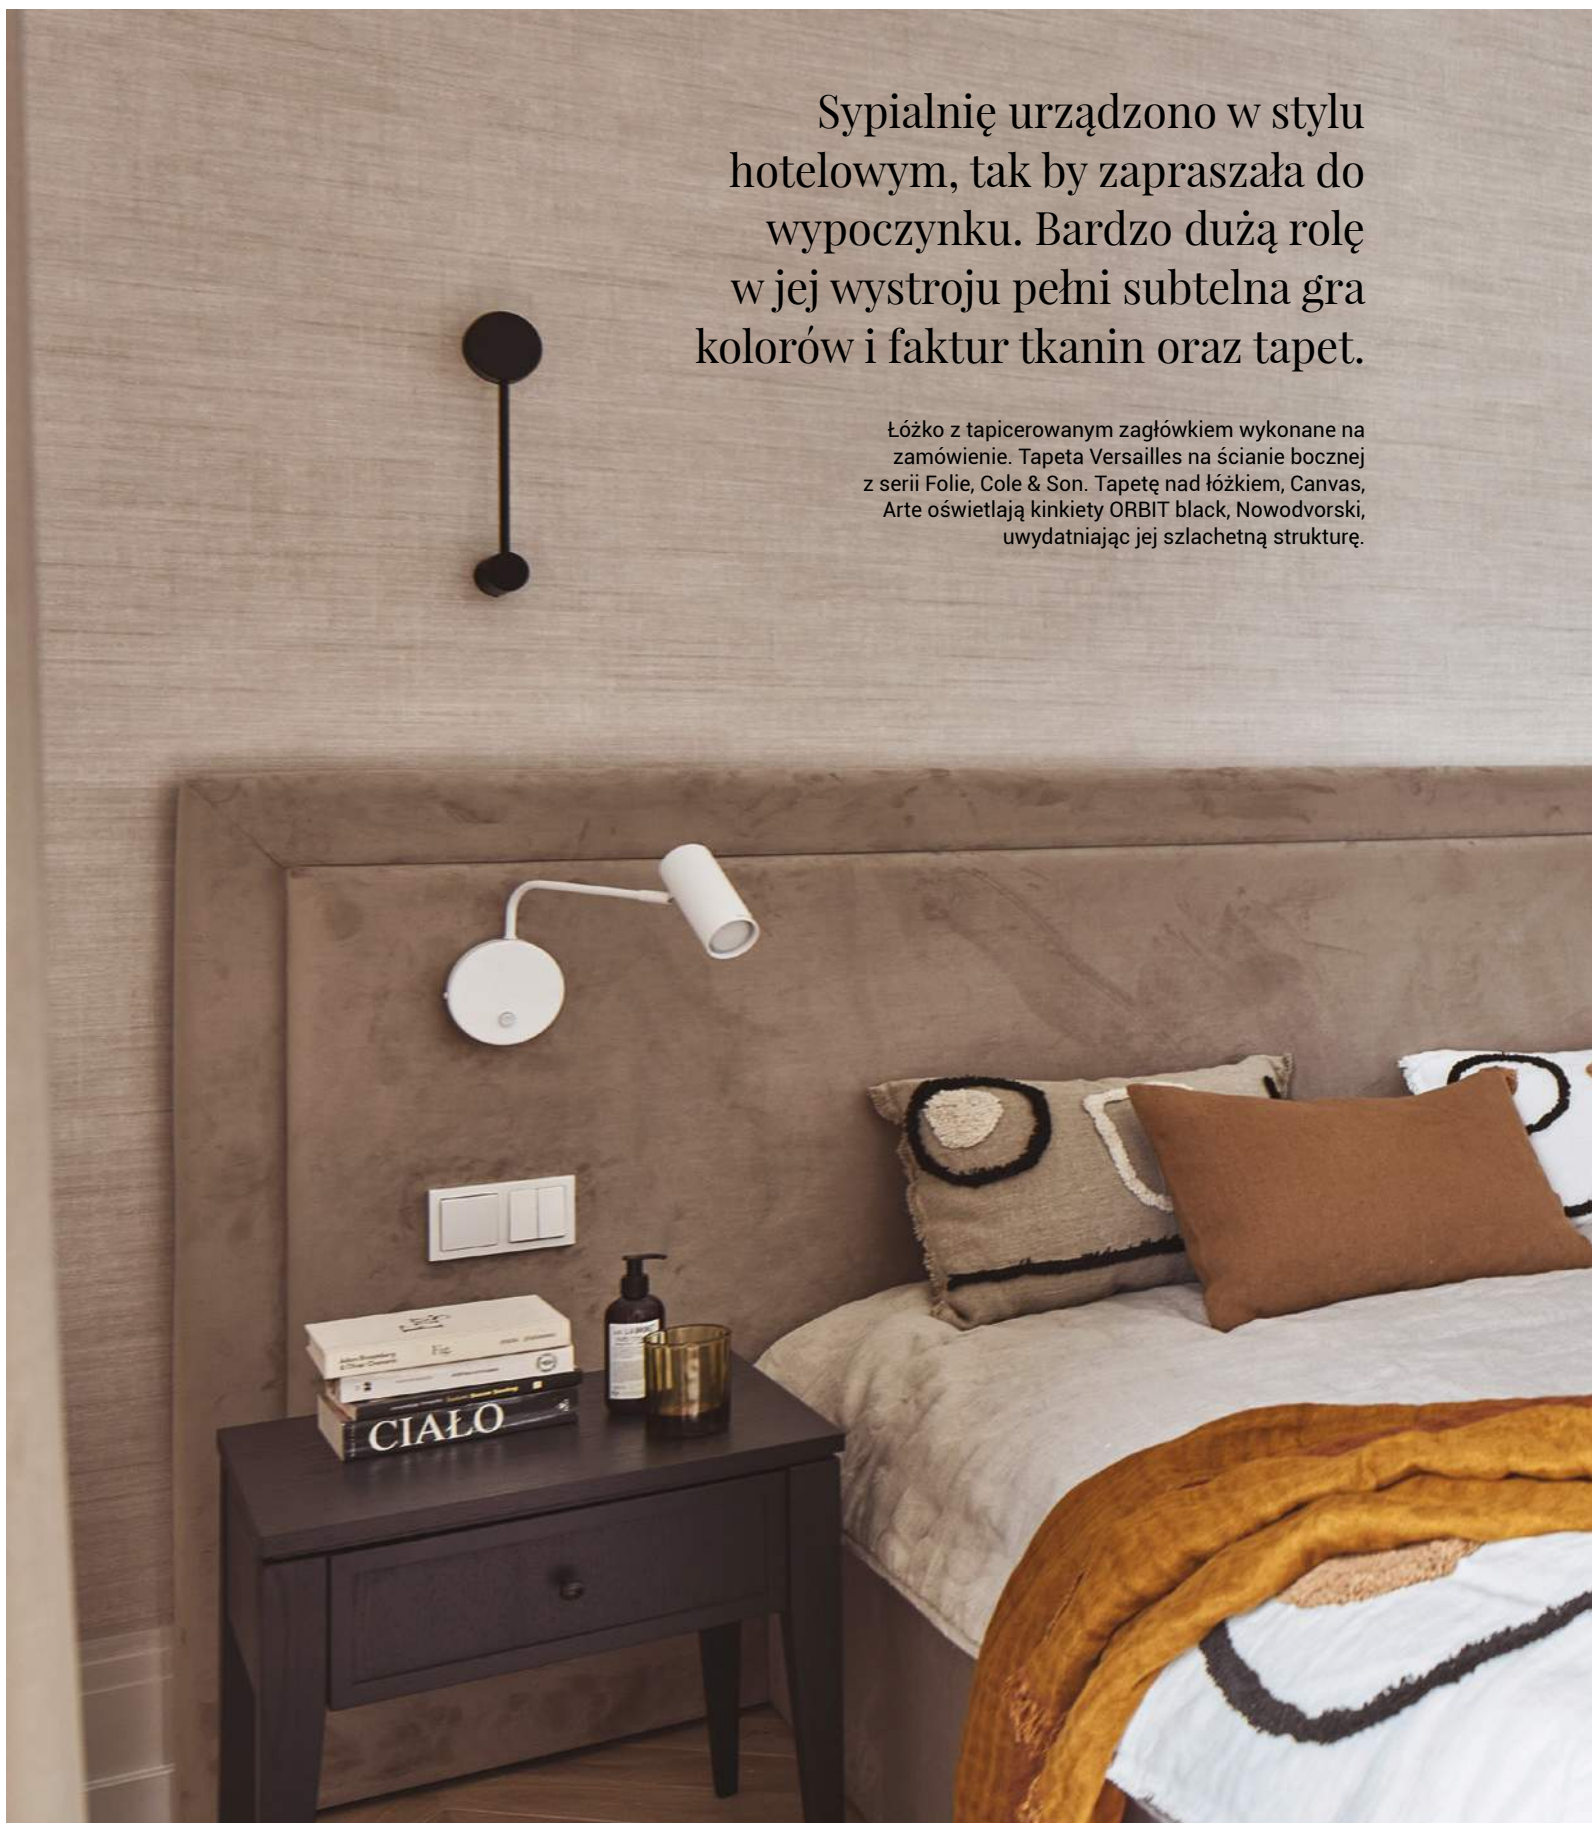 Sypialnię urządzono w stylu
hotelowym, tak by zapraszała do
wypoczynku. Bardzo dużą rolę
w jej wystroju pełni subtelna gra
kolorów i faktur tkanin oraz tapet.
Łóżko z tapicerowanym zagłówkiem wykonane na
zamówienie. Tapeta Versailles na ścianie bocznej
z serii Folie, Cole & Son. Tapetę nad łóżkiem, Canvas,
Arte oświetlają kinkiety ORBIT black, Nowodvorski,
uwydatniając jej szlachetną strukturę.
CIAŁO